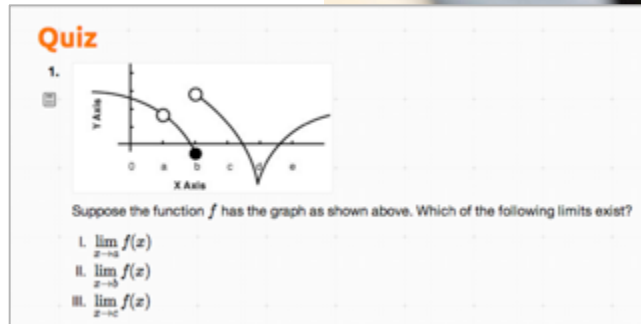 Quiz
1.
Y Axis
0 a b c d e
X Axis
Suppose the function f has the graph as shown above. Which of the following limits exist?
I. lim f(x)
x→a
II. lim f(x)
x→b
III. lim f(x)
x→c